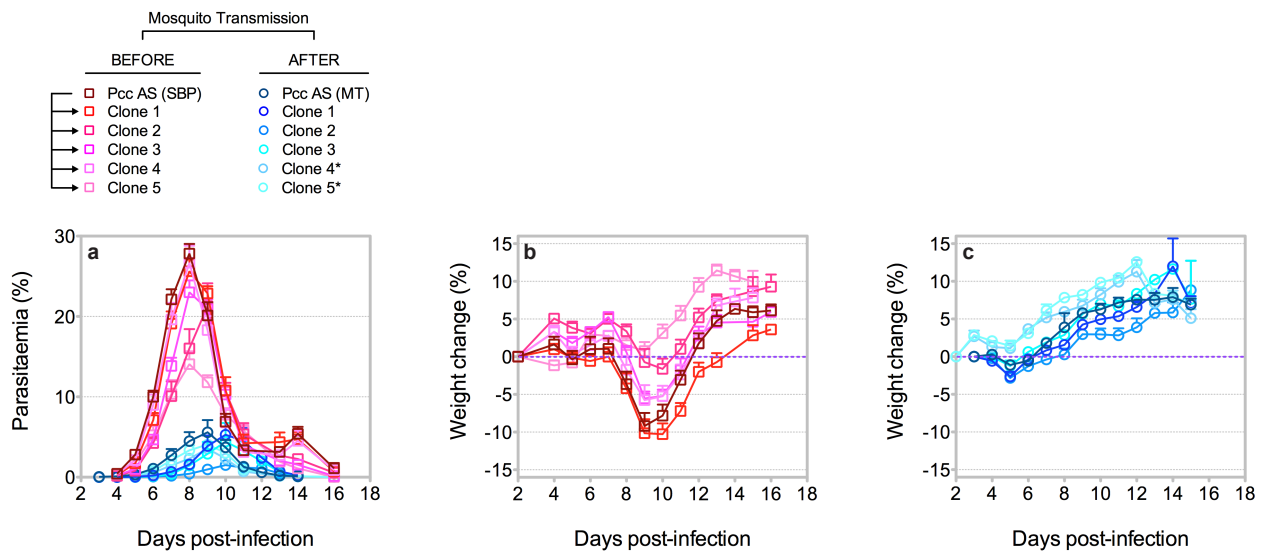 Mosquito Transmission
BEFORE AFTER
Pcc AS (SBP) Pcc AS (MT)
Clone 1 Clone 1
Clone 2 Clone 2
Clone 3 Clone 3
Clone 4 Clone 4*
Clone 5 Clone 5*
a
30
20
10
0
2 4 6 8 10 12 14 16 18
Parasitaemia (%)
Days post-infection
b
15
10
5
0
-5
-10
-15
2 4 6 8 10 12 14 16 18
Weight change (%)
Days post-infection
c
15
10
5
0
-5
-10
-15
2 4 6 8 10 12 14 16 18
Weight change (%)
Days post-infection